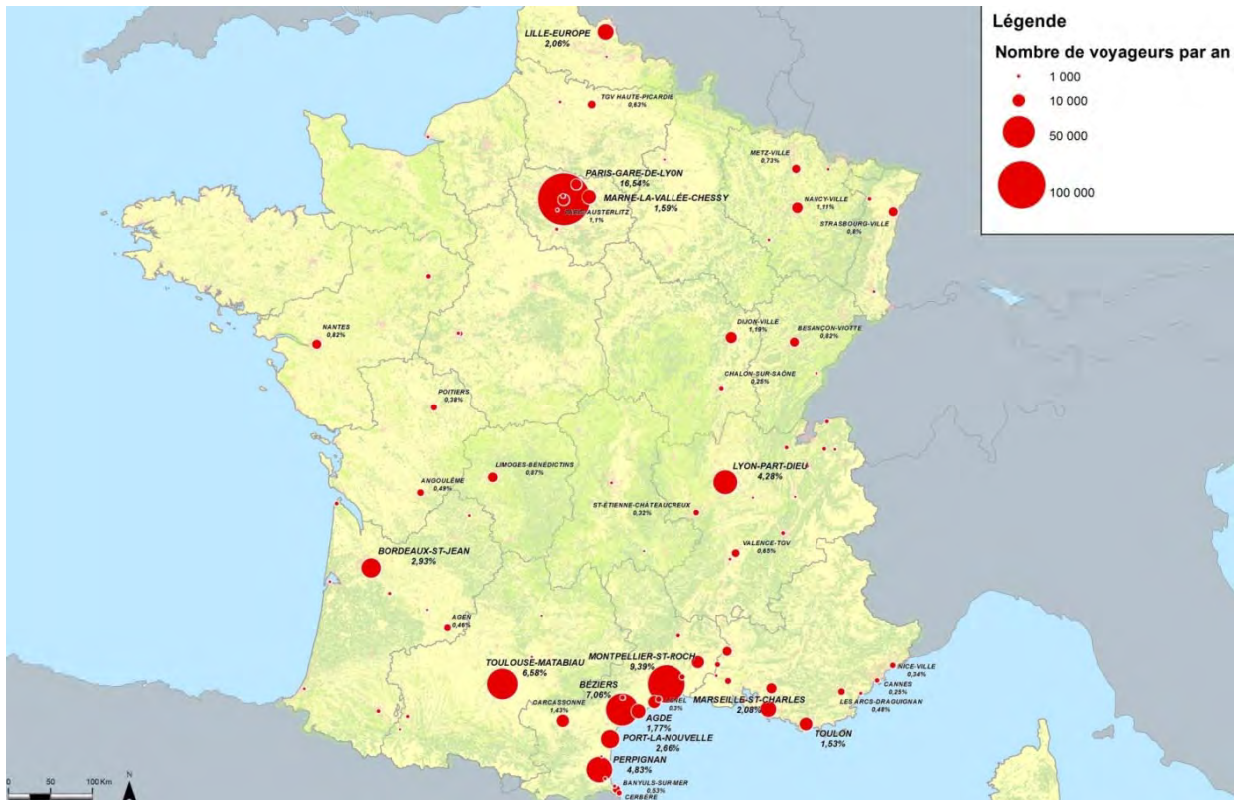 Légende
Nombre de voyageurs par an
1 000
10 000
50 000
100 000
LILLE-EUROPE
2,06%
TGV HAUTE-PICARDIE
0,63%
METZ-VILLE
0,73%
PARIS-GARE-DE-LYON
16,54%
MARNE-LA-VALLÉE-CHESSY
1,59%
AUSTERLITZ
1,1%
NANCY-VILLE
1,11%
STRASBOURG-VILLE
0,8%
NANTES
0,82%
DIJON-VILLE
1,19%
BESANÇON-VIOTTE
0,82%
CHALON-SUR-SAÔNE
0,25%
POITIERS
0,38%
LIMOGES-BÉNÉDICTINS
0,87%
LYON-PART-DIEU
4,28%
ANGOULÊME
0,49%
ST-ÉTIENNE-CHÂTEAUCREUX
0,32%
VALENCE-TGV
0,65%
BORDEAUX-ST-JEAN
2,93%
AGEN
0,46%
TOULOUSE-MATABIAU
6,58%
MONTPELLIER-ST-ROCH
9,39%
NICE-VILLE
0,34%
CANNES
0,25%
BÉZIERS
7,06%
MARSEILLE-ST-CHARLES
2,08%
LES ARCS-DRAGUIGNAN
0,48%
CARCASSONNE
1,43%
AGDE
1,77%
TOULON
1,53%
PORT-LA-NOUVELLE
2,66%
PERPIGNAN
4,83%
BANYULS-SUR-MER
0,53%
CERBÈRE
0 50 100 Km
N